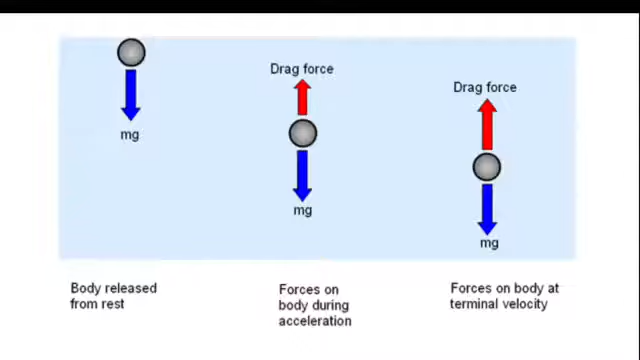 mg
Drag force
mg
Drag force
mg
Body released
from rest
Forces on
body during
acceleration
Forces on body at
terminal velocity